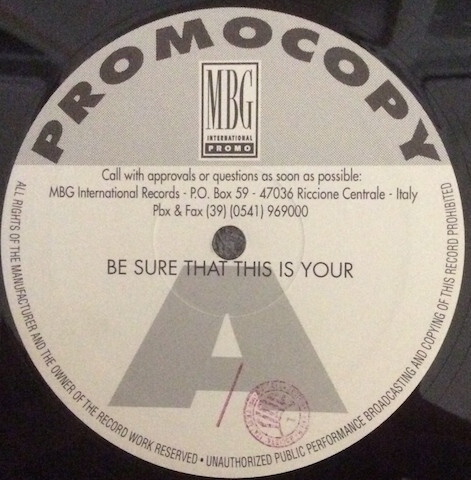 PROMOCOPY
MBG
INTERNATIONAL
PROMO
Call with approvals or questions as soon as possible:
MBG International Records - P.O. Box 59 - 47036 Riccione Centrale - Italy
Pbx & Fax (39) (0541) 969000
BE SURE THAT THIS IS YOUR
A
ALL RIGHTS OF THE MANUFACTURER AND THE OWNER OF THE RECORD WORK RESERVED • UNAUTHORIZED PUBLIC PERFORMANCE BROADCASTING AND COPYING OF THIS RECORD PROHIBITED